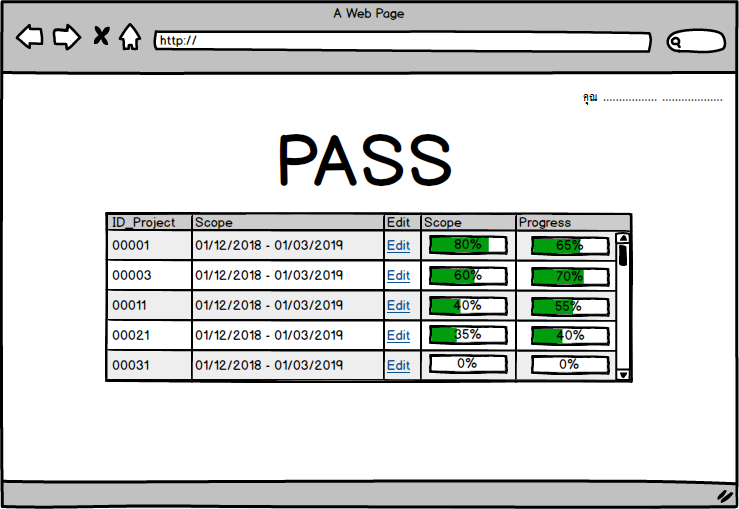 A Web Page
http://
คุณ ................. ...................
PASS
ID_Project Scope Edit Scope Progress
00001 01/12/2018 - 01/03/2019 Edit 80% 65%
00003 01/12/2018 - 01/03/2019 Edit 60% 70%
00011 01/12/2018 - 01/03/2019 Edit 40% 55%
00021 01/12/2018 - 01/03/2019 Edit 35% 40%
00031 01/12/2018 - 01/03/2019 Edit 0% 0%